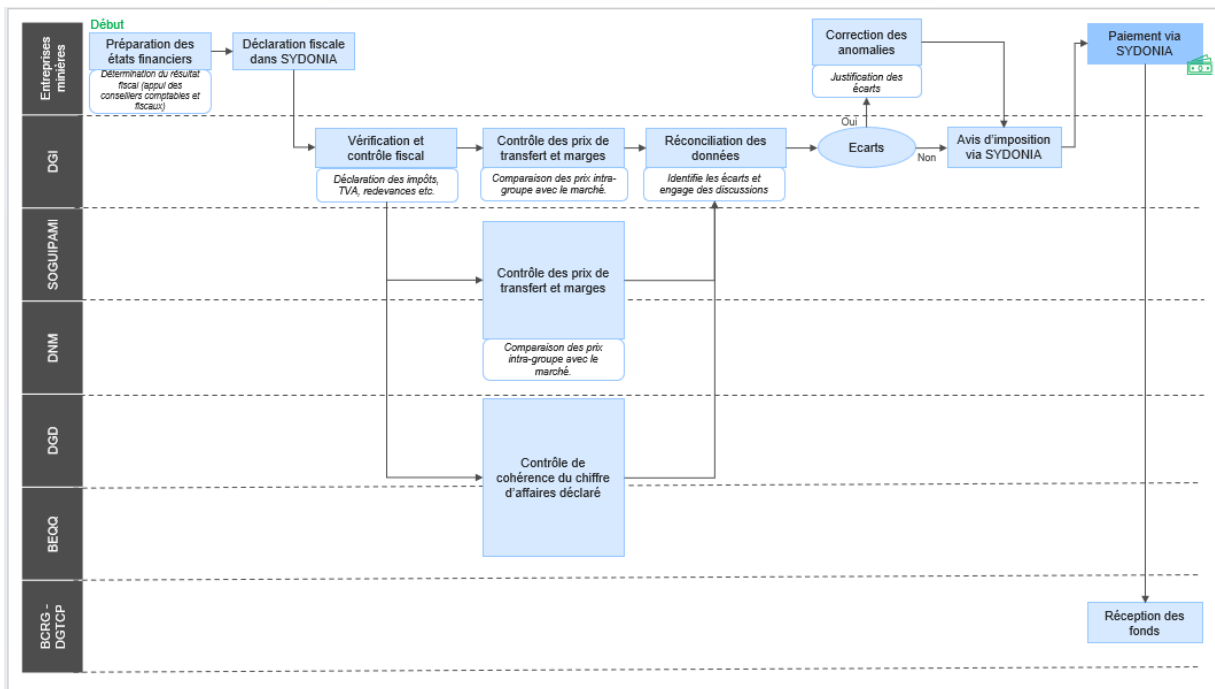 Début
Entreprises
minières
Préparation des
états financiers
Détermination du résultat
fiscal (appui des
conseillers comptables et
fiscaux)
Déclaration fiscale
dans SYDONIA
Correction des
anomalies
Justification des
écarts
Paiement via
SYDONIA
DGI
Vérification et
contrôle fiscal
Déclaration des impôts,
TVA, redevances etc.
Contrôle des prix de
transfert et marges
Comparaison des prix intra-
groupe avec le marché.
Réconciliation des
données
Identifie les écarts et
engage des discussions
Oui
Ecarts
Non
Avis d'imposition
via SYDONIA
SOGUIPAMI
Contrôle des prix de
transfert et marges
DNM
Comparaison des prix
intra-groupe avec le
marché.
DGD
Contrôle de
cohérence du chiffre
d'affaires déclaré
BEQQ
BCRG -
DGTCP
Réception des
fonds